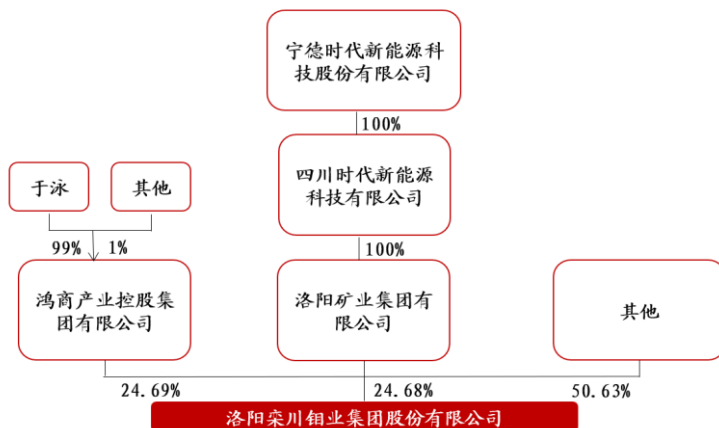 宁德时代新能源科
技股份有限公司
100%
四川时代新能源
科技有限公司
于泳
其他
99%
1%
100%
鸿商产业控股集
团有限公司
洛阳矿业集团有
限公司
其他
24.69%
24.68%
50.63%
洛阳栾川钼业集团股份有限公司